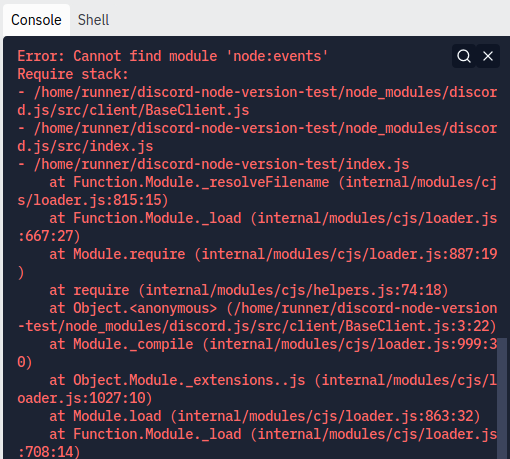 Console Shell
Error: Cannot find module 'node:events'
Require stack:
- /home/runner/discord-node-version-test/node_modules/discor
d.js/src/client/BaseClient.js
- /home/runner/discord-node-version-test/node_modules/discor
d.js/src/index.js
- /home/runner/discord-node-version-test/index.js
    at Function.Module._resolveFilename (internal/modules/cj
s/loader.js:815:15)
    at Function.Module._load (internal/modules/cjs/loader.js
:667:27)
    at Module.require (internal/modules/cjs/loader.js:887:19
)
    at require (internal/modules/cjs/helpers.js:74:18)
    at Object.<anonymous> (/home/runner/discord-node-version
-test/node_modules/discord.js/src/client/BaseClient.js:3:22)
    at Module._compile (internal/modules/cjs/loader.js:999:3
0)
    at Object.Module._extensions..js (internal/modules/cjs/l
oader.js:1027:10)
    at Module.load (internal/modules/cjs/loader.js:863:32)
    at Function.Module._load (internal/modules/cjs/loader.js
:708:14)